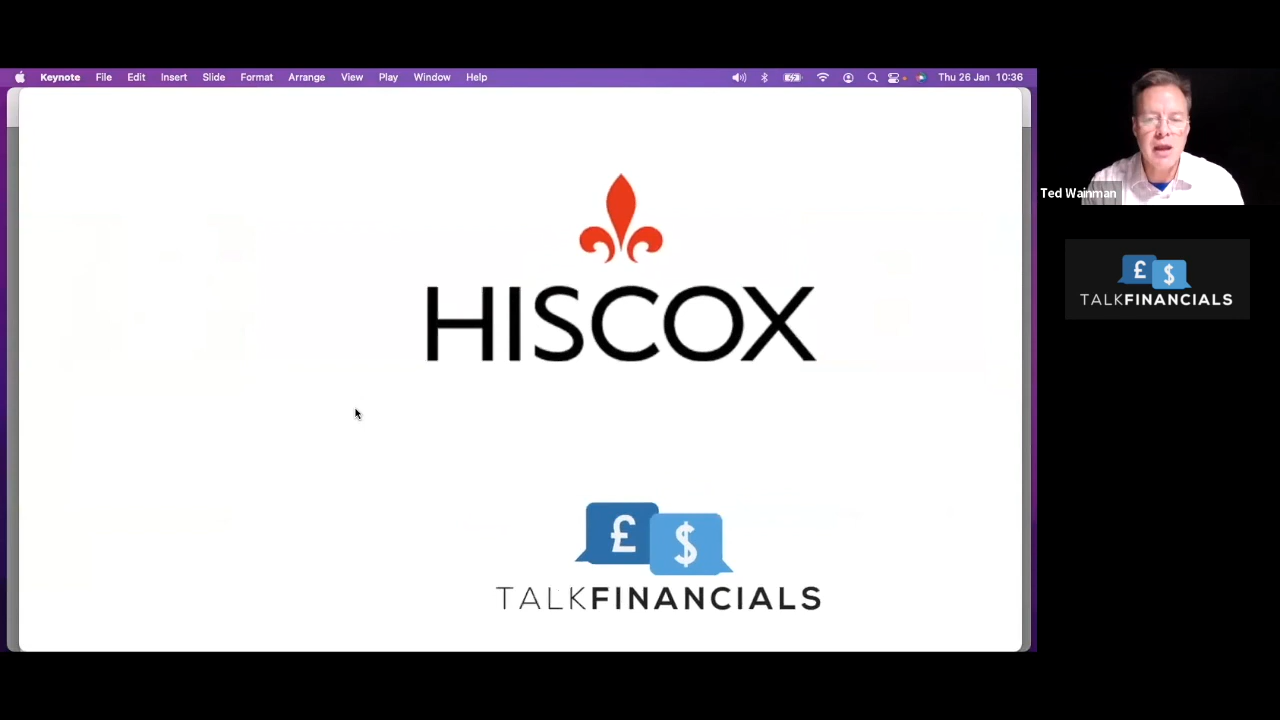 Keynote File Edit Insert Slide Format Arrange View Play Window Help Thu 26 Jan 10:36
HISCOX
£ $
TALKFINANCIALS
Ted Wainman
£ $
TALKFINANCIALS